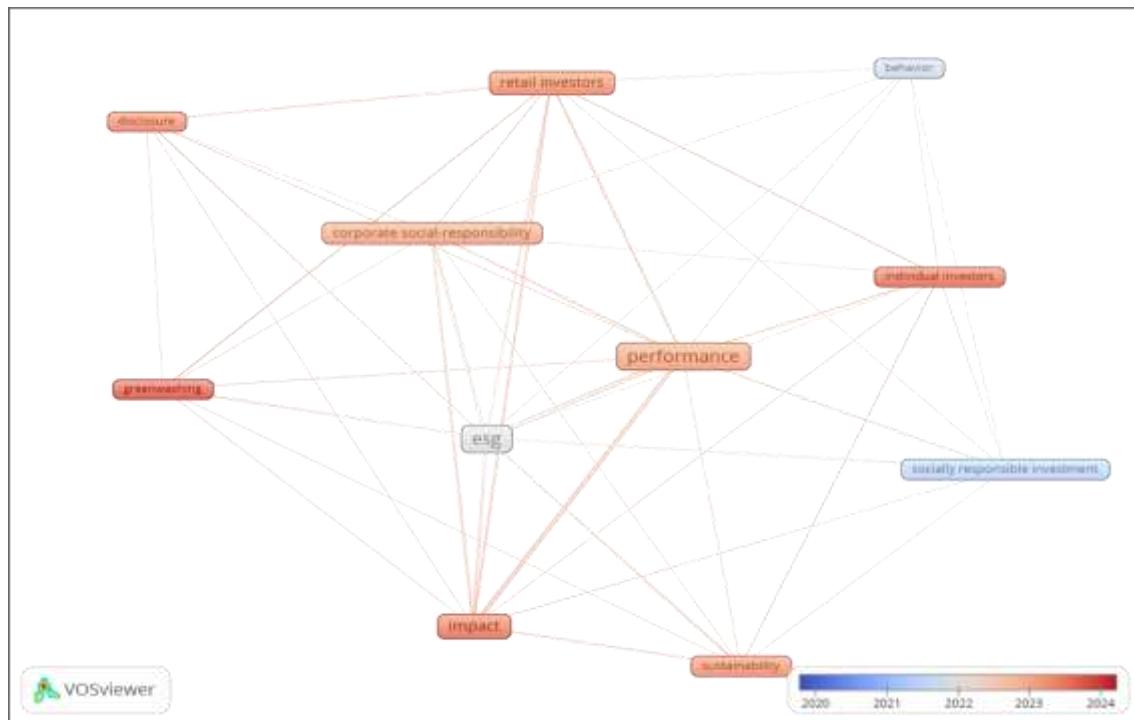 behavior
retail investors
disclosure
corporate social-responsibility
individual investors
performance
greenwashing
esg
socially responsible investment
impact
sustainability
VOSviewer
2020 2021 2022 2023 2024